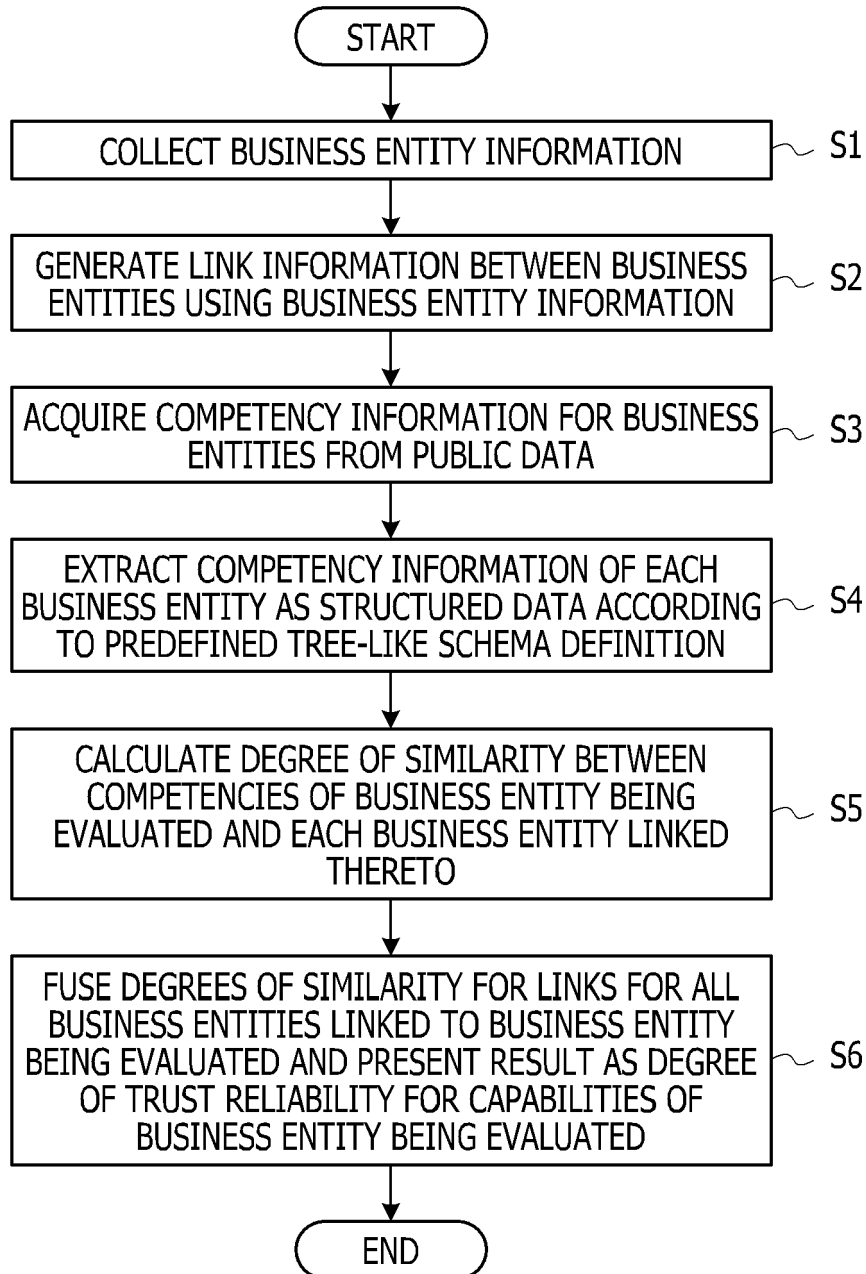 START
COLLECT BUSINESS ENTITY INFORMATION
S1
GENERATE LINK INFORMATION BETWEEN BUSINESS
ENTITIES USING BUSINESS ENTITY INFORMATION
S2
ACQUIRE COMPETENCY INFORMATION FOR BUSINESS
ENTITIES FROM PUBLIC DATA
S3
EXTRACT COMPETENCY INFORMATION OF EACH
BUSINESS ENTITY AS STRUCTURED DATA ACCORDING
TO PREDEFINED TREE-LIKE SCHEMA DEFINITION
S4
CALCULATE DEGREE OF SIMILARITY BETWEEN
COMPETENCIES OF BUSINESS ENTITY BEING
EVALUATED AND EACH BUSINESS ENTITY LINKED
THERETO
S5
FUSE DEGREES OF SIMILARITY FOR LINKS FOR ALL
BUSINESS ENTITIES LINKED TO BUSINESS ENTITY
BEING EVALUATED AND PRESENT RESULT AS DEGREE
OF TRUST RELIABILITY FOR CAPABILITIES OF
BUSINESS ENTITY BEING EVALUATED
S6
END